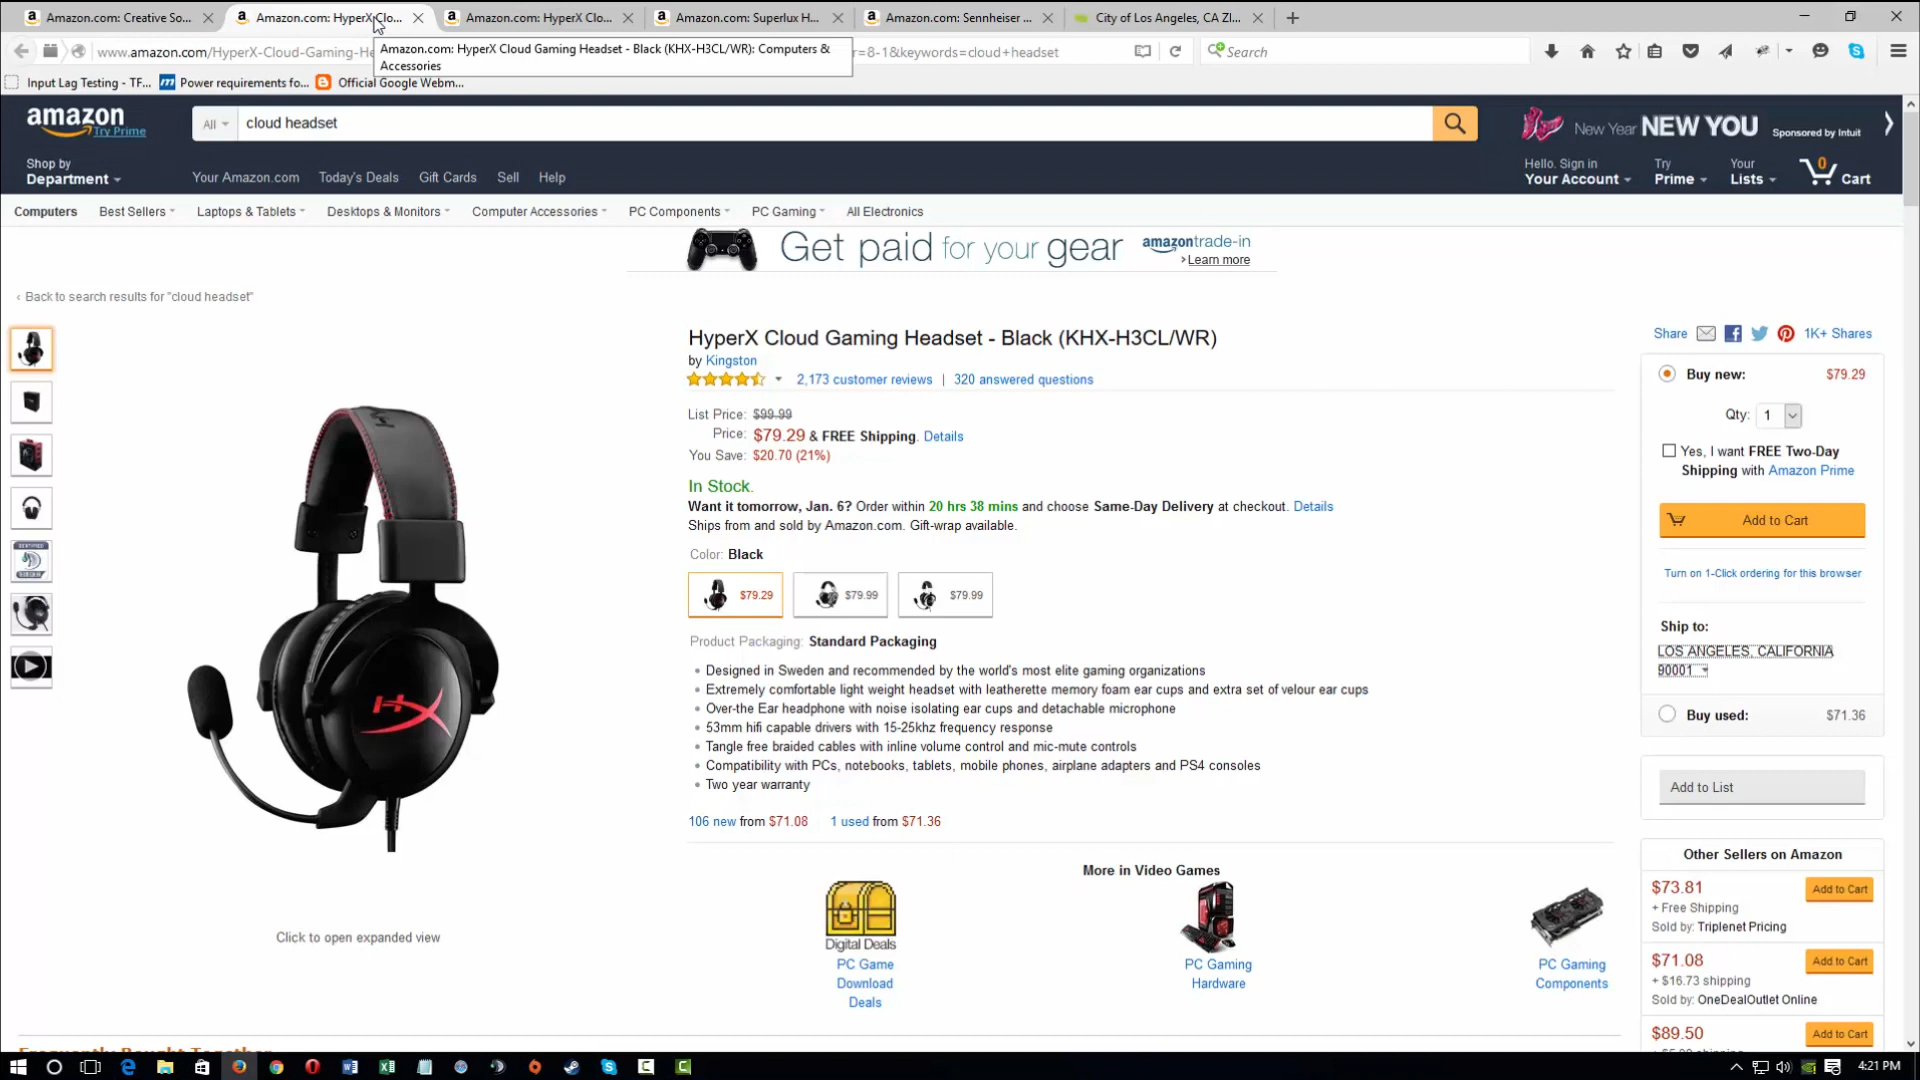 Amazon.com: Creative So...
Amazon.com: HyperX Clo...
Amazon.com: HyperX Clo...
Amazon.com: Superlux H...
Amazon.com: Sennheiser ...
City of Los Angeles, CA ZI...
www.amazon.com/HyperX-Cloud-Gaming-He
r=8-1&keywords=cloud+headset
Search
Amazon.com: HyperX Cloud Gaming Headset - Black (KHX-H3CL/WR): Computers &
Accessories
Input Lag Testing - TF...
Power requirements fo...
Official Google Webm...
amazon
Try Prime
All
cloud headset
New Year NEW YOU Sponsored by Intuit
Shop by
Department
Your Amazon.com
Today's Deals
Gift Cards
Sell
Help
Hello. Sign in
Your Account
Try
Prime
Your
Lists
0
Cart
Computers
Best Sellers
Laptops & Tablets
Desktops & Monitors
Computer Accessories
PC Components
PC Gaming
All Electronics
Get paid for your gear
amazontrade-in
›Learn more
‹ Back to search results for "cloud headset"
HyperX Cloud Gaming Headset - Black (KHX-H3CL/WR)
by Kingston
2,173 customer reviews | 320 answered questions
List Price: $99.99
Price: $79.29 & FREE Shipping. Details
You Save: $20.70 (21%)
In Stock.
Want it tomorrow, Jan. 6? Order within 20 hrs 38 mins and choose Same-Day Delivery at checkout. Details
Ships from and sold by Amazon.com. Gift-wrap available.
Color: Black
$79.29
$79.99
$79.99
Product Packaging: Standard Packaging
• Designed in Sweden and recommended by the world's most elite gaming organizations
• Extremely comfortable light weight headset with leatherette memory foam ear cups and extra set of velour ear cups
• Over-the Ear headphone with noise isolating ear cups and detachable microphone
• 53mm hifi capable drivers with 15-25khz frequency response
• Tangle free braided cables with inline volume control and mic-mute controls
• Compatibility with PCs, notebooks, tablets, mobile phones, airplane adapters and PS4 consoles
• Two year warranty
106 new from $71.08
1 used from $71.36
HX
Click to open expanded view
More in Video Games
Digital Deals
PC Game
Download
Deals
PC Gaming
Hardware
PC Gaming
Components
Share
1K+ Shares
Buy new:
$79.29
Qty: 1
Yes, I want FREE Two-Day
Shipping with Amazon Prime
Add to Cart
Turn on 1-Click ordering for this browser
Ship to:
LOS ANGELES, CALIFORNIA
90001
Buy used:
$71.36
Add to List
Other Sellers on Amazon
$73.81
Add to Cart
+ Free Shipping
Sold by: Triplenet Pricing
$71.08
Add to Cart
+ $16.73 shipping
Sold by: OneDealOutlet Online
$89.50
Add to Cart
Frequently Bought Together
4:21 PM